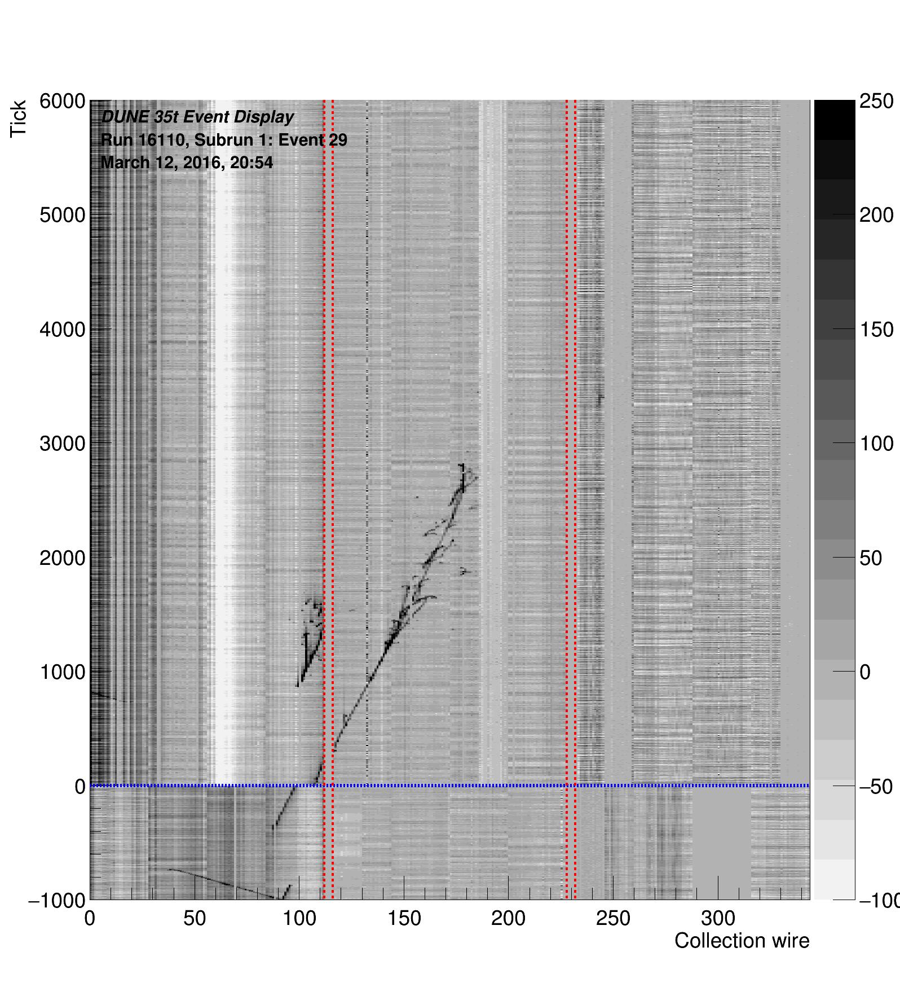 Tick
6000
5000
4000
3000
2000
1000
0
−1000
DUNE 35t Event Display
Run 16110, Subrun 1: Event 29
March 12, 2016, 20:54
0 50 100 150 200 250 300
Collection wire
250
200
150
100
50
0
−50
−100